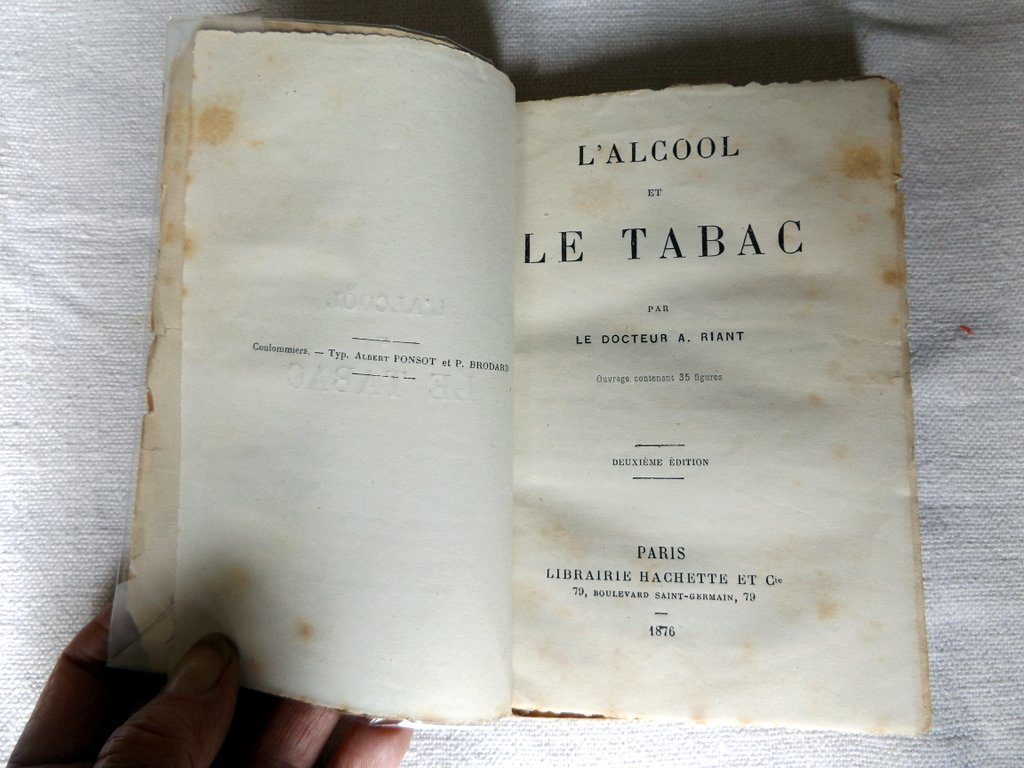 Coulommiers. — Typ. ALBERT PONSOT et P. BRODARD
L'ALCOOL
ET
LE TABAC
PAR
LE DOCTEUR A. RIANT
Ouvrage contenant 35 figures
DEUXIÈME ÉDITION
PARIS
LIBRAIRIE HACHETTE ET Cie
79, BOULEVARD SAINT-GERMAIN, 79
1876